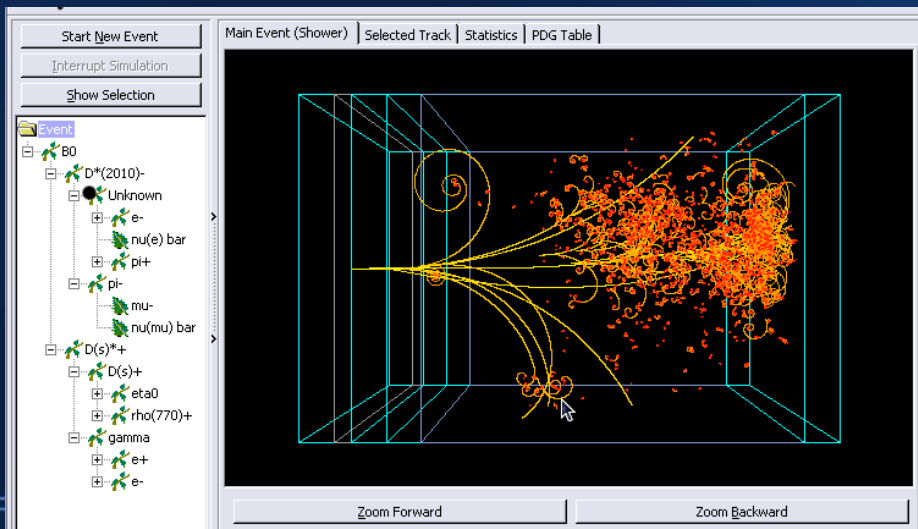 Start New Event
Interrupt Simulation
Show Selection
Main Event (Shower)
Selected Track
Statistics
PDG Table
Event
B0
D*(2010)-
Unknown
e-
nu(e) bar
pi+
pi-
mu-
nu(mu) bar
D(s)*+
D(s)+
eta0
rho(770)+
gamma
e+
e-
Zoom Forward
Zoom Backward